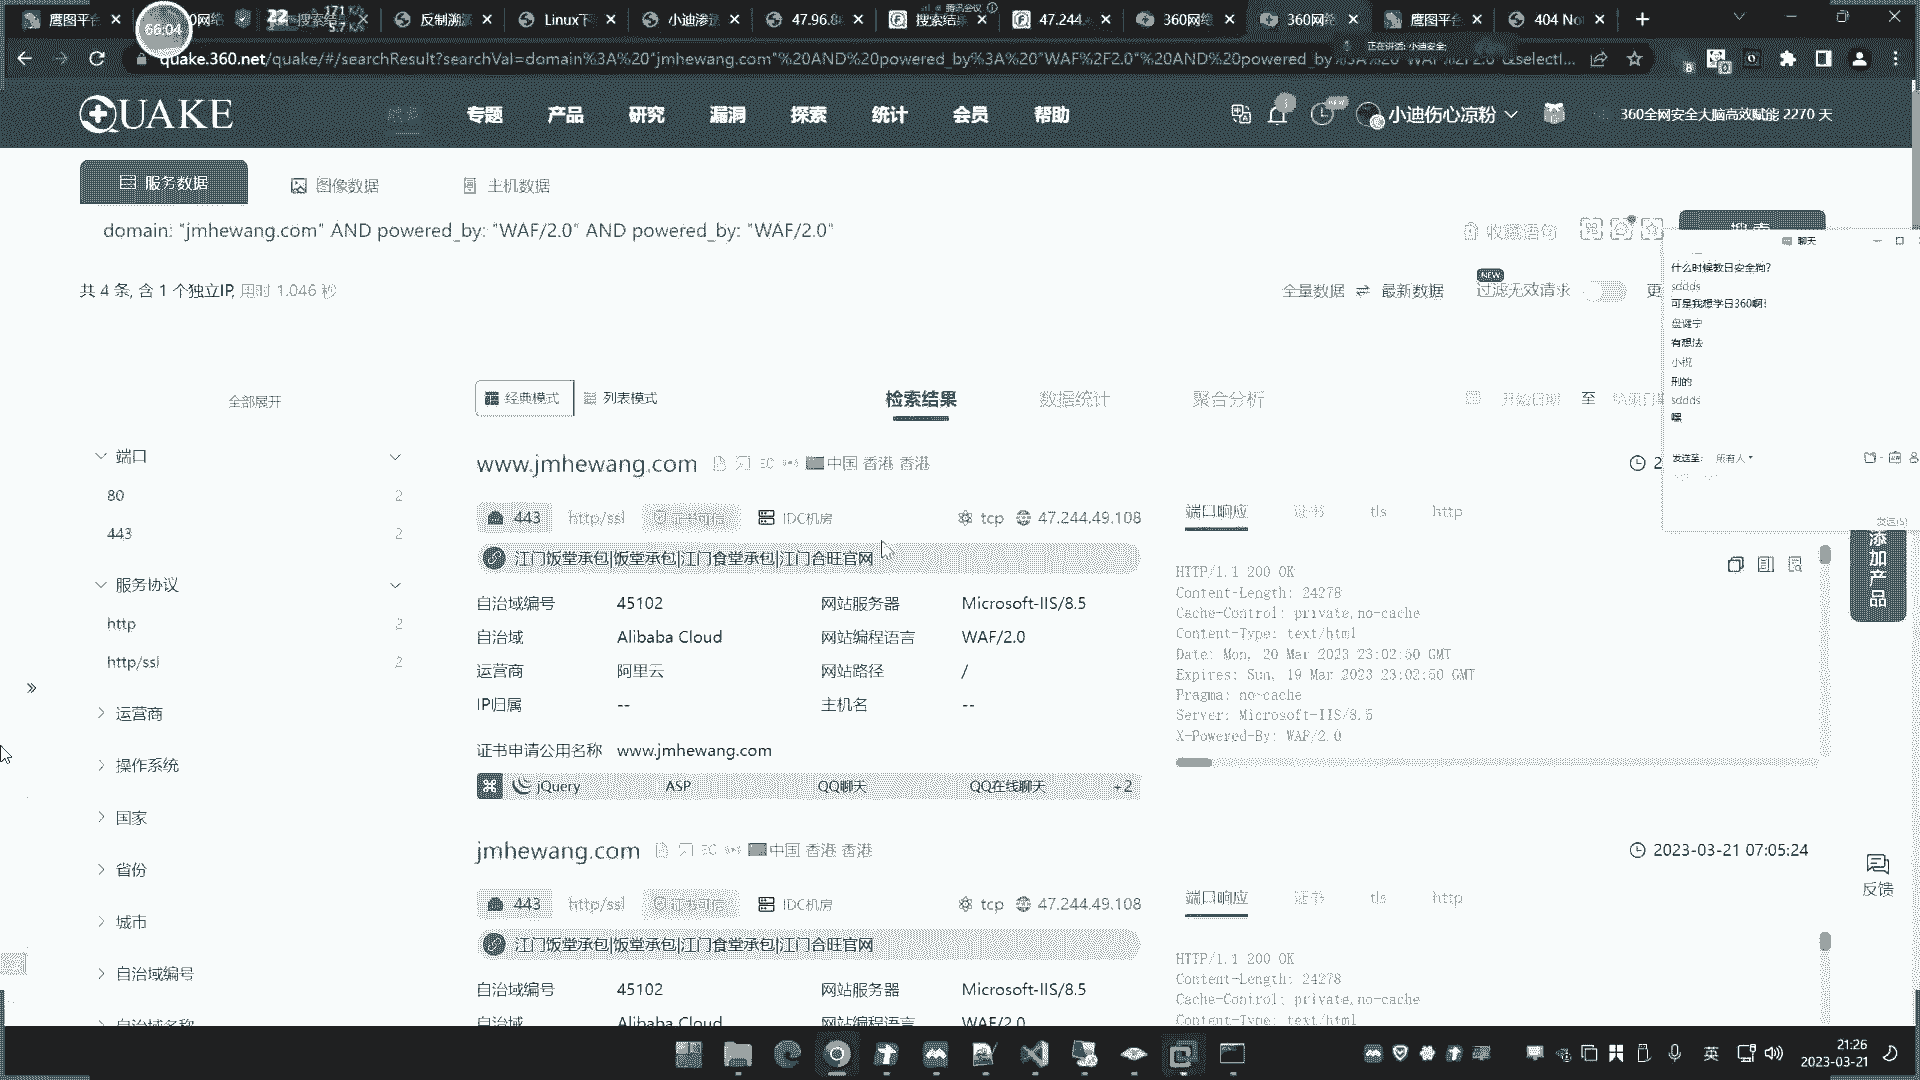 鹰图平台
66:04
22
171 K/s
5.7 K/s
搜索结
反制溯源
Linux下
小迪渗透
47.96.8
搜索结果
47.244
360网络
360网络
鹰图平台
404 No
腾讯会议
正在讲话: 小迪安全;
quake.360.net/quake/#/searchResult?searchVal=domain%3A%20"jmhewang.com"%20AND%20powered_by%3A%20"WAF%2F2.0"%20AND%20powered_by%3A%20"WAF%2F2.0"&selectI...
QUAKE
专题
产品
研究
漏洞
探索
统计
会员
帮助
小迪伤心凉粉
360全网安全大脑高效赋能 2270 天
服务数据
图像数据
主机数据
domain: "jmhewang.com" AND powered_by: "WAF/2.0" AND powered_by: "WAF/2.0"
收藏语句
搜索
共 4 条, 含 1 个独立IP, 用时 1.046 秒
全量数据
最新数据
NEW
过滤无效请求
更
聊天
什么时候教日安全狗?
sddds
可是我想学日360啊!
有想法
小祝
刑的
sddds
嘿
发送至:
所有人
发送(S)
全部展开
经典模式
列表模式
检索结果
数据统计
聚合分析
开始日期
至
结束日期
端口
80 2
443 2
服务协议
http 2
http/ssl 2
运营商
操作系统
国家
省份
城市
自治域编号
自治域名称
www.jmhewang.com
中国 香港 香港
443
http/ssl
证书可信
IDC机房
tcp
47.244.49.108
江门饭堂承包|饭堂承包|江门食堂承包|江门合旺官网
自治域编号 45102 网站服务器 Microsoft-IIS/8.5
自治域 Alibaba Cloud 网站编程语言 WAF/2.0
运营商 阿里云 网站路径 /
IP归属 -- 主机名 --
证书申请公用名称 www.jmhewang.com
jQuery
ASP
QQ聊天
QQ在线聊天
+2
端口响应
证书
tls
http
HTTP/1.1 200 OK
Content-Length: 24278
Cache-Control: private,no-cache
Content-Type: text/html
Date: Mon, 20 Mar 2023 23:02:50 GMT
Expires: Sun, 19 Mar 2023 23:02:50 GMT
Pragma: no-cache
Server: Microsoft-IIS/8.5
X-Powered-By: WAF/2.0
添加产品
jmhewang.com
中国 香港 香港
2023-03-21 07:05:24
443
http/ssl
证书可信
IDC机房
tcp
47.244.49.108
江门饭堂承包|饭堂承包|江门食堂承包|江门合旺官网
自治域编号 45102 网站服务器 Microsoft-IIS/8.5
自治域 Alibaba Cloud 网站编程语言 WAF/2.0
端口响应
证书
tls
http
HTTP/1.1 200 OK
Content-Length: 24278
Cache-Control: private,no-cache
Content-Type: text/html
反馈
英
21:26
2023-03-21